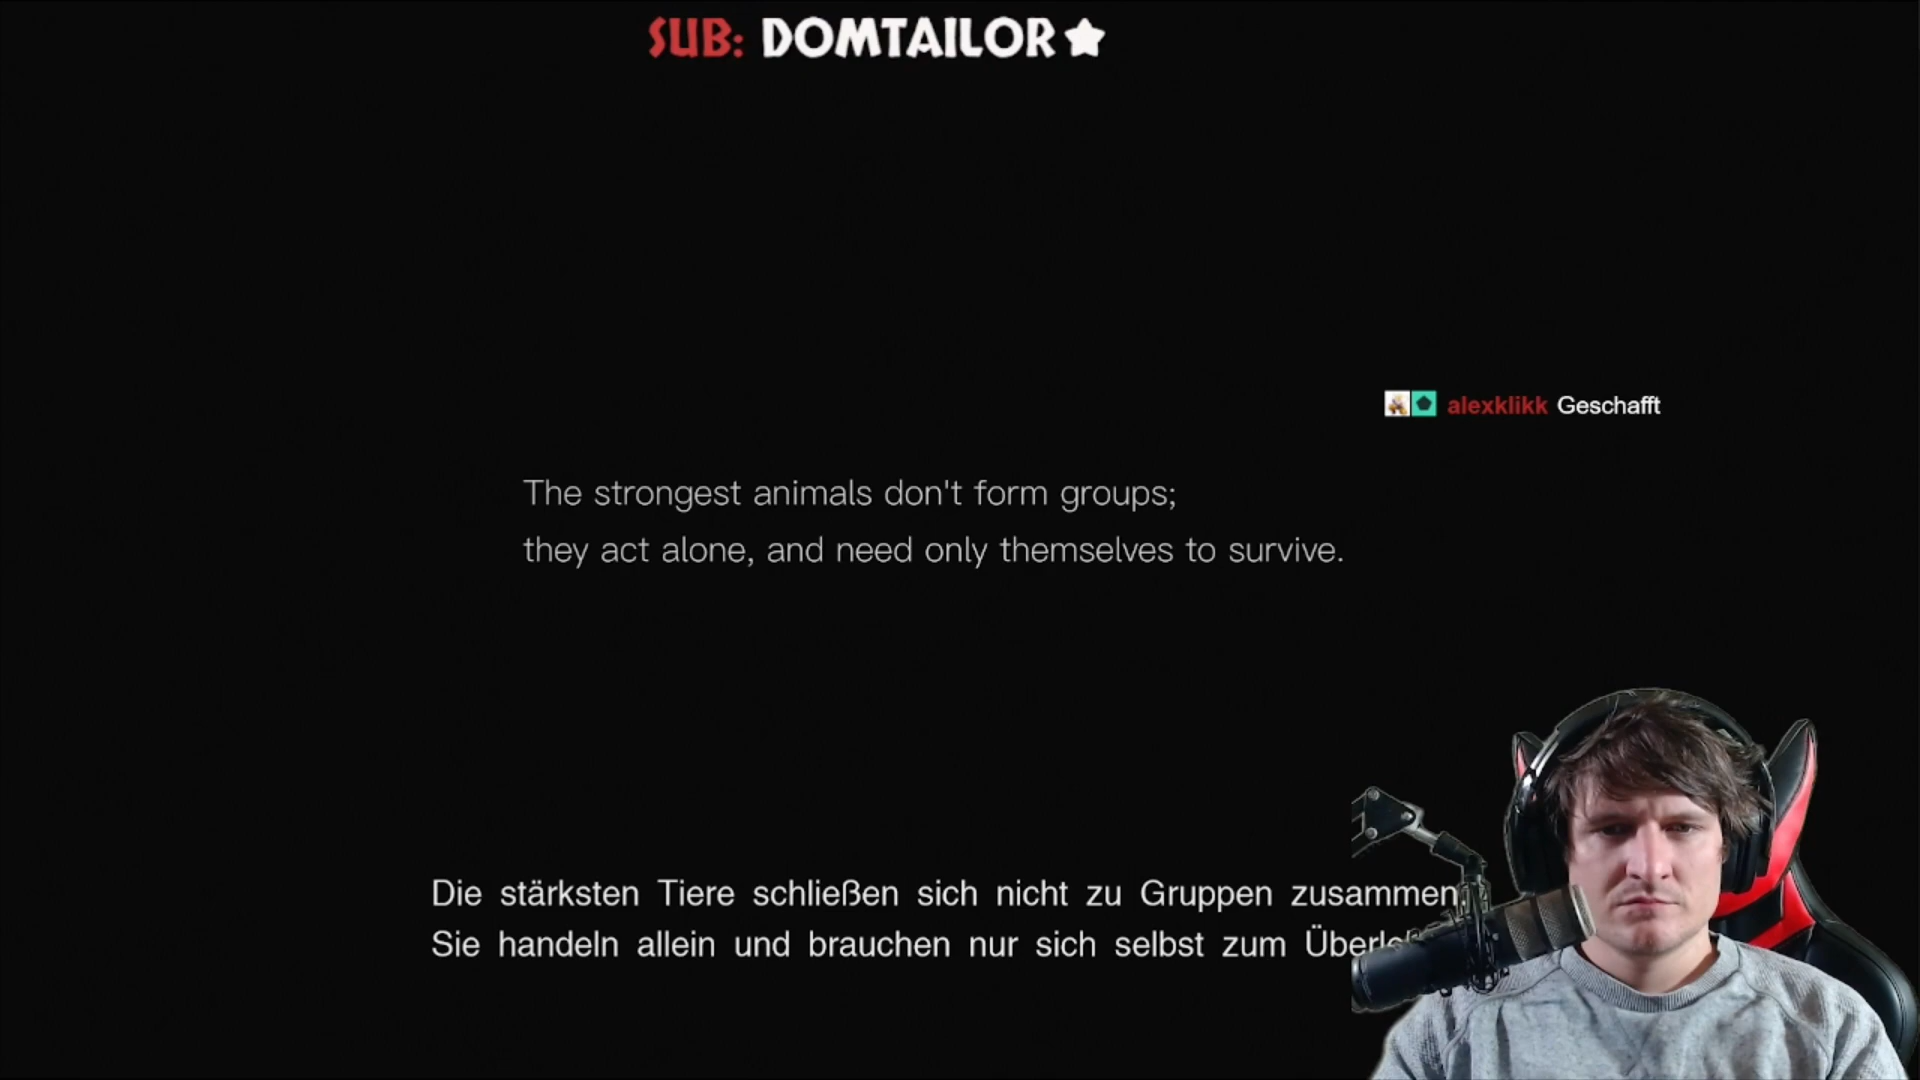 SUB: DOMTAILOR
alexklikk Geschafft
The strongest animals don't form groups;
they act alone, and need only themselves to survive.
Die stärksten Tiere schließen sich nicht zu Gruppen zusammen
Sie handeln allein und brauchen nur sich selbst zum